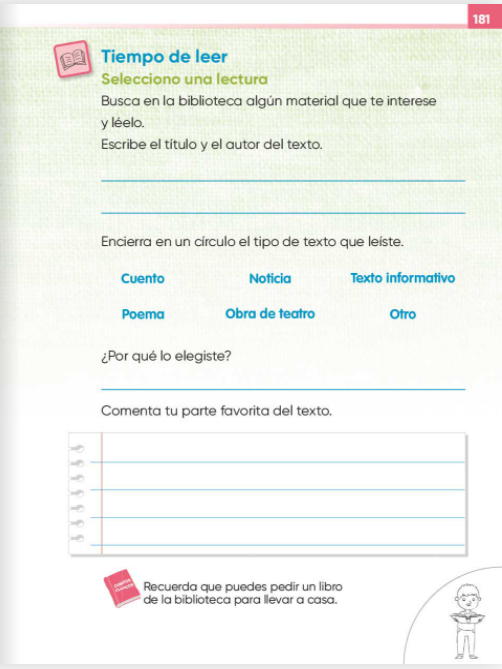 181
Tiempo de leer
Selecciono una lectura
Busca en la biblioteca algún material que te interese
y léelo.
Escribe el título y el autor del texto.
Encierra en un círculo el tipo de texto que leíste.
Cuento Noticia Texto informativo
Poema Obra de teatro Otro
¿Por qué lo elegiste?
Comenta tu parte favorita del texto.
Recuerda que puedes pedir un libro
de la biblioteca para llevar a casa.